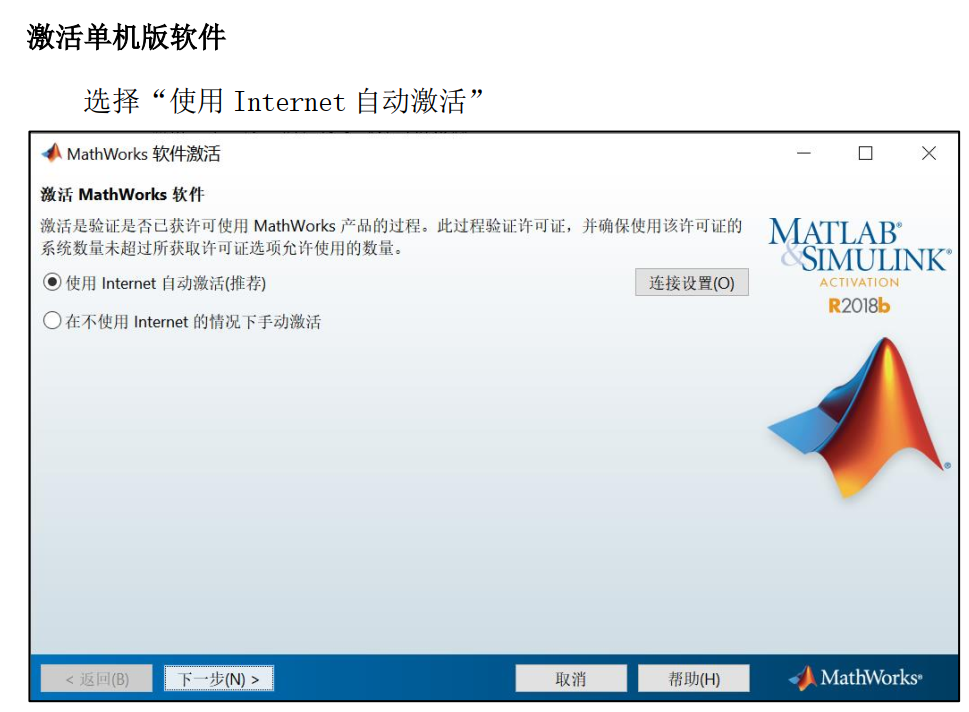 激活单机版软件
选择“使用 Internet 自动激活”
MathWorks 软件激活
激活 MathWorks 软件
激活是验证是否已获许可使用 MathWorks 产品的过程。此过程验证许可证，并确保使用该许可证的
系统数量未超过所获取许可证选项允许使用的数量。
使用 Internet 自动激活(推荐)
连接设置(O)
在不使用 Internet 的情况下手动激活
MATLAB®
&SIMULINK®
ACTIVATION
R2018b
®
< 返回(B)
下一步(N) >
取消
帮助(H)
MathWorks®